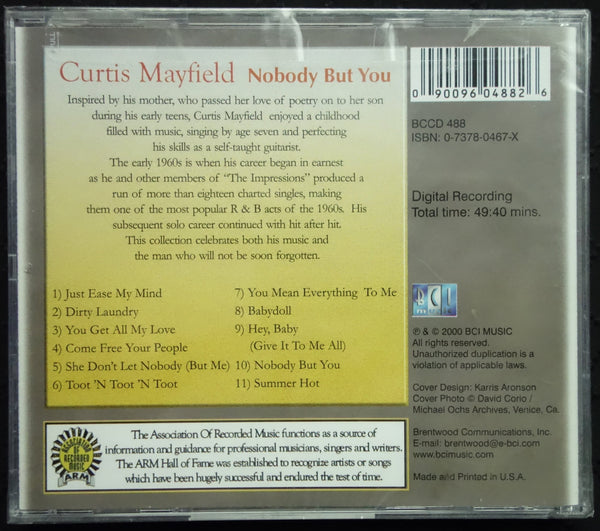 Curtis Mayfield Nobody But You
Inspired by his mother, who passed her love of poetry on to her son
during his early teens, Curtis Mayfield enjoyed a childhood
filled with music, singing by age seven and perfecting
his skills as a self-taught guitarist.
The early 1960s is when his career began in earnest
as he and other members of "The Impressions" produced a
run of more than eighteen charted singles, making
them one of the most popular R & B acts of the 1960s. His
subsequent solo career continued with hit after hit.
This collection celebrates both his music and
the man who will not be soon forgotten.
1) Just Ease My Mind
2) Dirty Laundry
3) You Get All My Love
4) Come Free Your People
5) She Don't Let Nobody (But Me)
6) Toot 'N Toot 'N Toot
7) You Mean Everything To Me
8) Babydoll
9) Hey, Baby
(Give It To Me All)
10) Nobody But You
11) Summer Hot
ASSOCIATION
OF
RECORDED
MUSIC
ARM
The Association Of Recorded Music functions as a source of
information and guidance for professional musicians, singers and writers.
The ARM Hall of Fame was established to recognize artists or songs
which have been hugely successful and endured the test of time.
0 90096 04882 6
BCCD 488
ISBN: 0-7378-0467-X
Digital Recording
Total time: 49:40 mins.
BCI
music
℗ & © 2000 BCI MUSIC
All rights reserved.
Unauthorized duplication is a
violation of applicable laws.
Cover Design: Karris Aronson
Cover Photo © David Corio /
Michael Ochs Archives, Venice, Ca.
Brentwood Communications, Inc.
E-mail: brentwood@e-bci.com
www.bcimusic.com
Made and Printed in U.S.A.